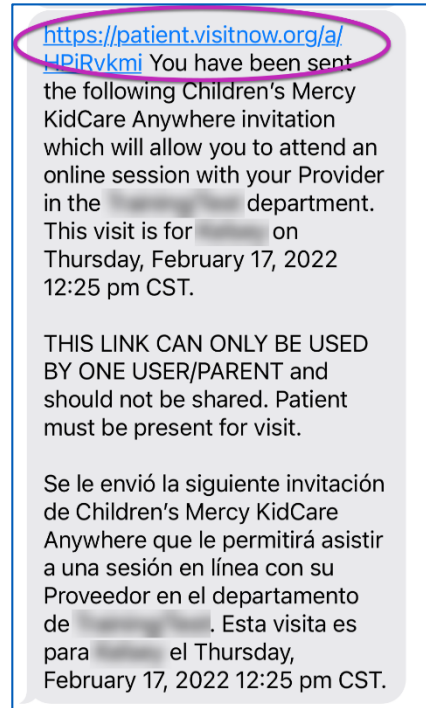 https://patient.visitnow.org/a/
HPiRvkmi You have been sent
the following Children's Mercy
KidCare Anywhere invitation
which will allow you to attend an
online session with your Provider
in the department.
This visit is for on
Thursday, February 17, 2022
12:25 pm CST.
THIS LINK CAN ONLY BE USED
BY ONE USER/PARENT and
should not be shared. Patient
must be present for visit.
Se le envió la siguiente invitación
de Children's Mercy KidCare
Anywhere que le permitirá asistir
a una sesión en línea con su
Proveedor en el departamento
de . Esta visita es
para el Thursday,
February 17, 2022 12:25 pm CST.